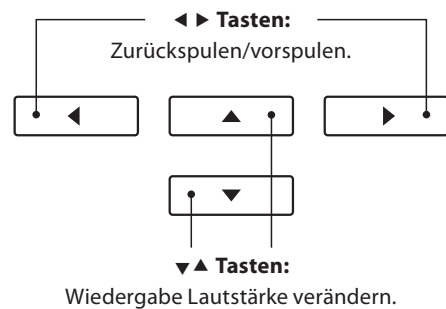 ◀ ▶ Tasten:
Zurückspulen/vorspulen.
▼▲ Tasten:
Wiedergabe Lautstärke verändern.